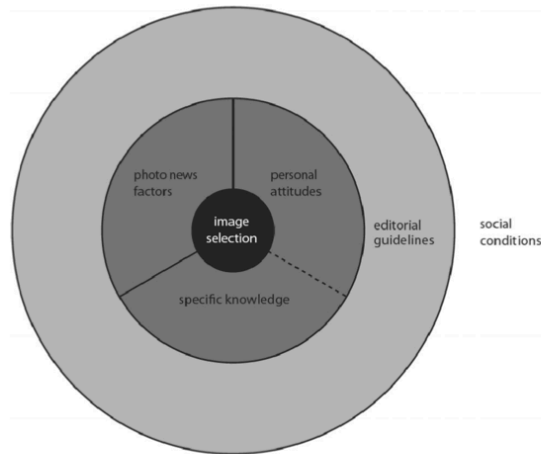 photo news
factors
personal
attitudes
image
selection
editorial
guidelines
social
conditions
specific knowledge